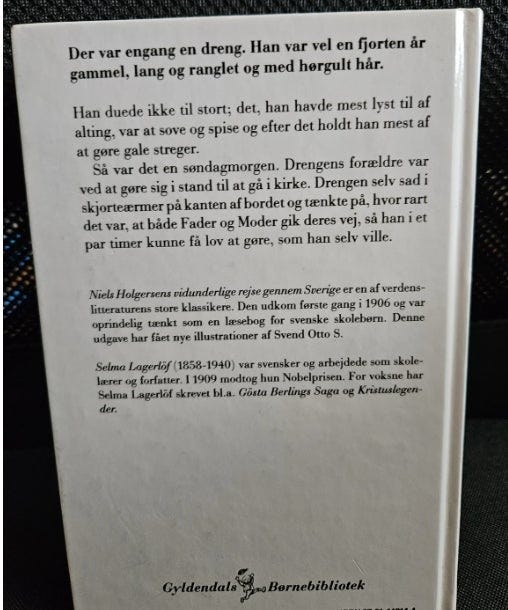 Der var engang en dreng. Han var vel en fjorten år
gammel, lang og ranglet og med hørgult hår.
Han duede ikke til stort; det, han havde mest lyst til af
alting, var at sove og spise og efter det holdt han mest af
at gøre gale streger.
Så var det en søndagmorgen. Drengens forældre var
ved at gøre sig i stand til at gå i kirke. Drengen selv sad i
skjorteærmer på kanten af bordet og tænkte på, hvor rart
det var, at både Fader og Moder gik deres vej, så han i et
par timer kunne få lov at gøre, som han selv ville.
Niels Holgersens vidunderlige rejse gennem Sverige er en af verdens-
litteraturens store klassikere. Den udkom første gang i 1906 og var
oprindelig tænkt som en læsebog for svenske skolebørn. Denne
udgave har fået nye illustrationer af Svend Otto S.
Selma Lagerlöf (1858-1940) var svensker og arbejdede som skole-
lærer og forfatter. I 1909 modtog hun Nobelprisen. For voksne har
Selma Lagerlöf skrevet bl.a. Gösta Berlings Saga og Kristuslegen-
der.
Gyldendals Børnebibliotek